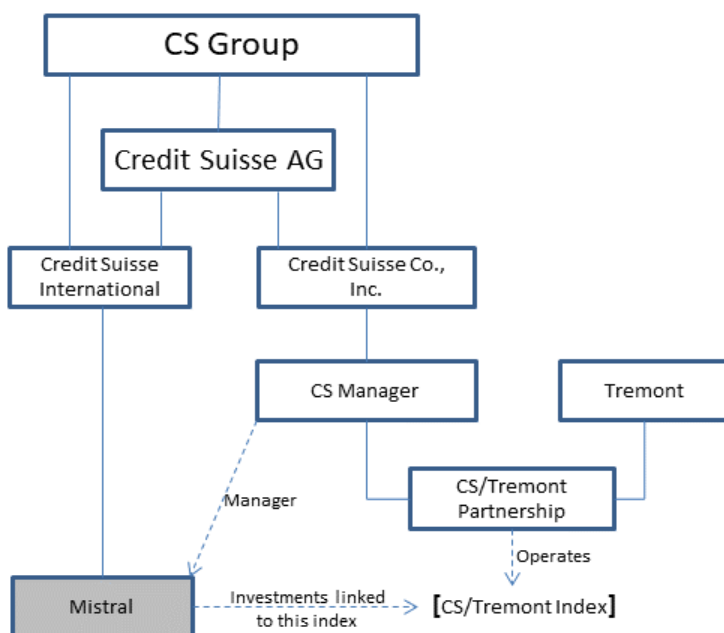 CS Group
Credit Suisse AG
Credit Suisse
International
Credit Suisse Co.,
Inc.
CS Manager
Tremont
Manager
CS/Tremont
Partnership
Operates
Mistral
Investments linked
to this index
[CS/Tremont Index]